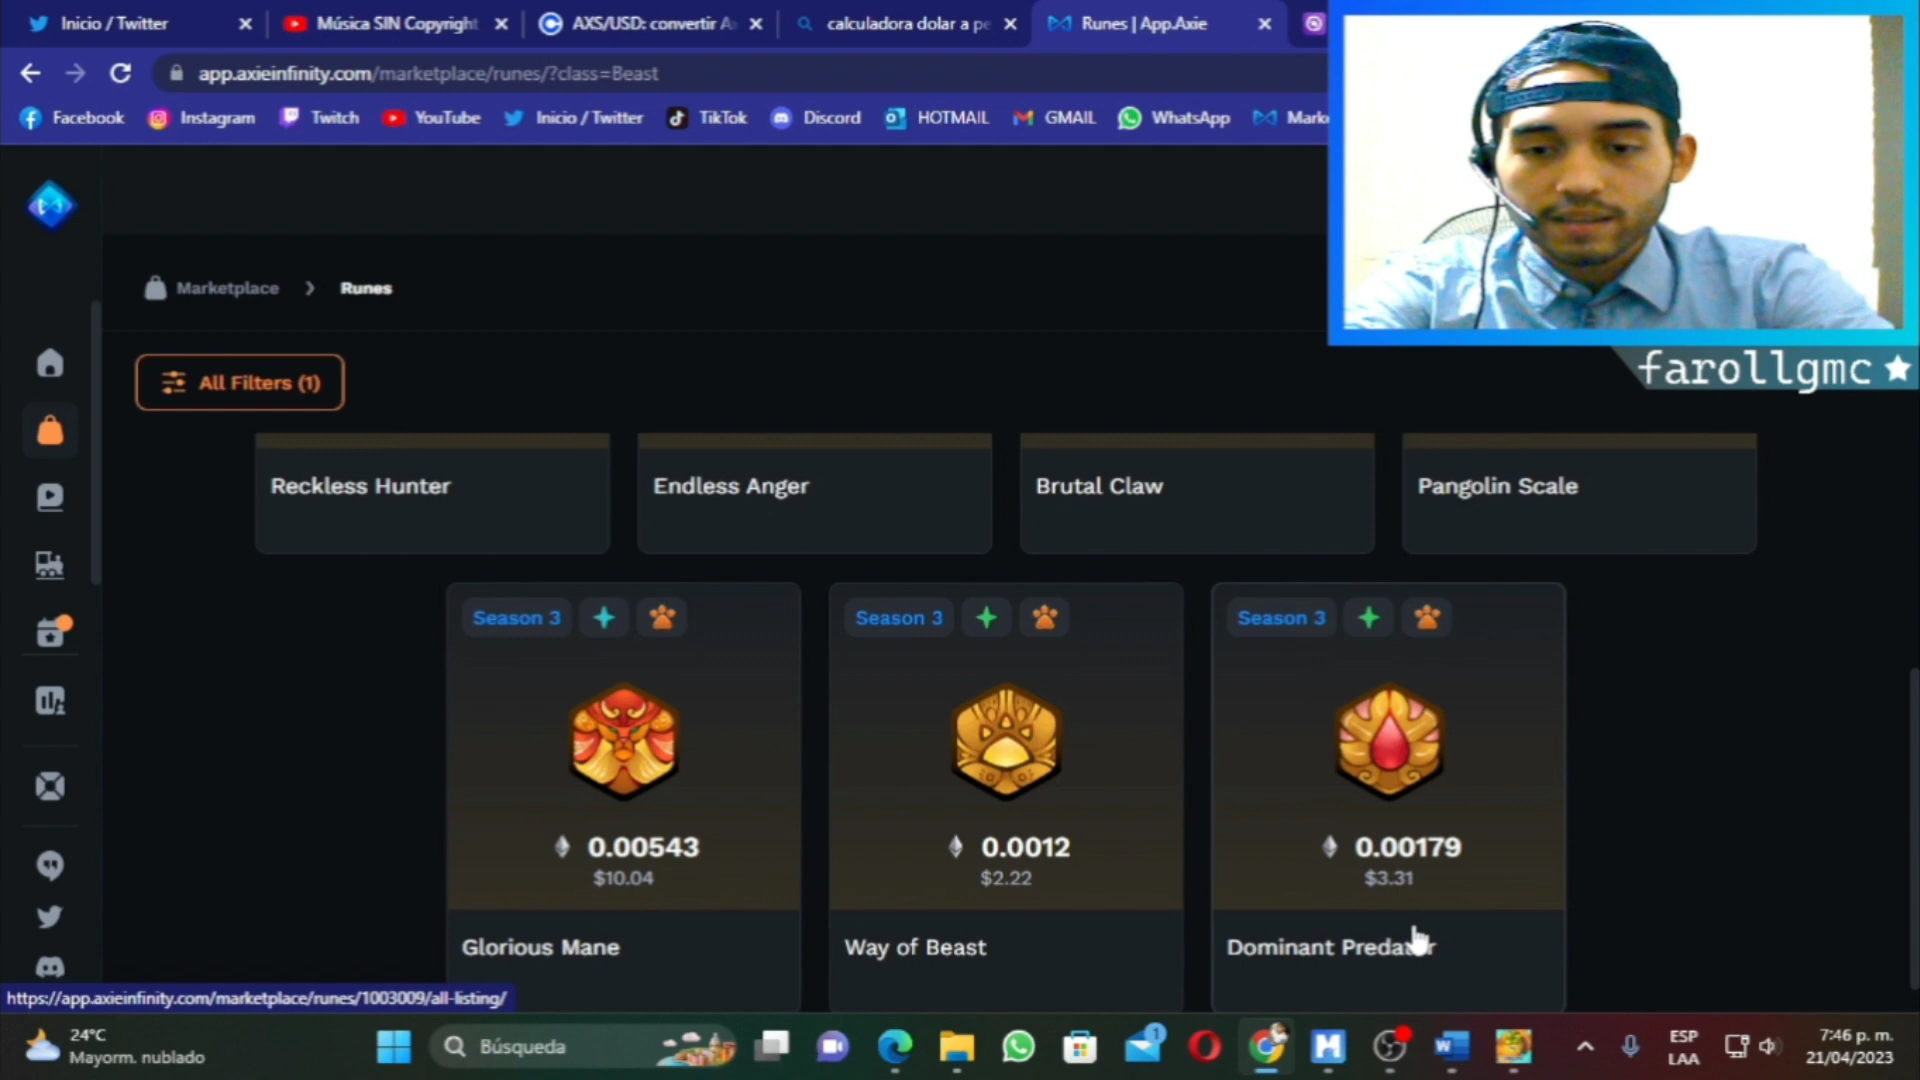 Inicio / Twitter
Música SIN Copyright
AXS/USD: convertir A
calculadora dolar a pe
Runes | App.Axie
app.axieinfinity.com/marketplace/runes/?class=Beast
Facebook
Instagram
Twitch
YouTube
Inicio / Twitter
TikTok
Discord
HOTMAIL
GMAIL
WhatsApp
Mark
farollgmc
Marketplace
Runes
All Filters (1)
Reckless Hunter
Endless Anger
Brutal Claw
Pangolin Scale
Season 3
Season 3
Season 3
0.00543
$10.04
0.0012
$2.22
0.00179
$3.31
Glorious Mane
Way of Beast
Dominant Predator
https://app.axieinfinity.com/marketplace/runes/1003009/all-listing/
24°C
Mayorm. nublado
Búsqueda
1
ESP
LAA
7:46 p. m.
21/04/2023